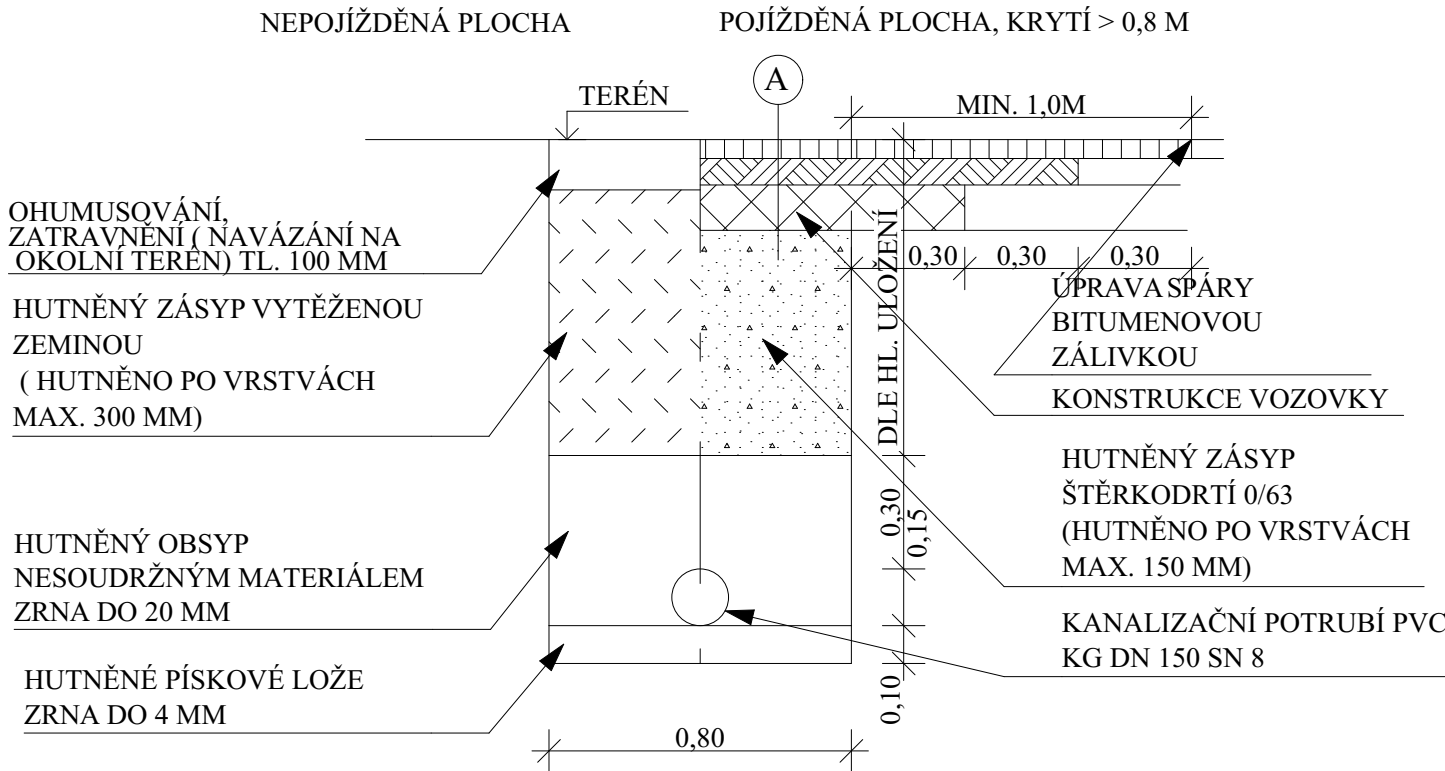 NEPOJÍŽDĚNÁ PLOCHA
POJÍŽDĚNÁ PLOCHA, KRYTÍ > 0,8 M
A
TERÉN
MIN. 1,0M
OHUMUSOVÁNÍ,
ZATRAVNĚNÍ ( NAVÁZÁNÍ NA
OKOLNÍ TERÉN) TL. 100 MM
HUTNĚNÝ ZÁSYP VYTĚŽENOU
ZEMINOU
( HUTNĚNO PO VRSTVÁCH
MAX. 300 MM)
HUTNĚNÝ OBSYP
NESOUDRŽNÝM MATERIÁLEM
ZRNA DO 20 MM
HUTNĚNÉ PÍSKOVÉ LOŽE
ZRNA DO 4 MM
0,80
DLE HL. ULOŽENÍ
0,30
0,15
0,10
0,30
0,30
0,30
ÚPRAVA SPÁRY
BITUMENOVOU
ZÁLIVKOU
KONSTRUKCE VOZOVKY
HUTNĚNÝ ZÁSYP
ŠTĚRKODRTÍ 0/63
(HUTNĚNO PO VRSTVÁCH
MAX. 150 MM)
KANALIZAČNÍ POTRUBÍ PVC
KG DN 150 SN 8